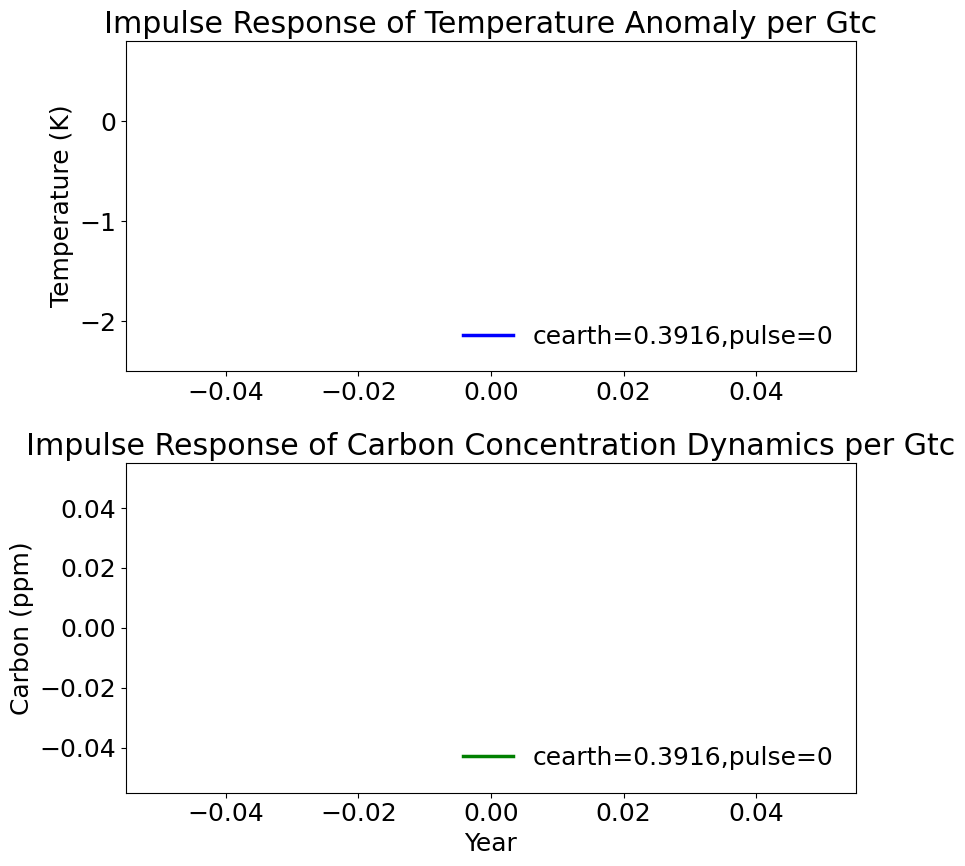 Impulse Response of Temperature Anomaly per Gtc
Temperature (K)
0
−1
−2
cearth=0.3916,pulse=0
−0.04 −0.02 0.00 0.02 0.04
Impulse Response of Carbon Concentration Dynamics per Gtc
Carbon (ppm)
0.04
0.02
0.00
−0.02
−0.04
cearth=0.3916,pulse=0
−0.04 −0.02 0.00 0.02 0.04
Year